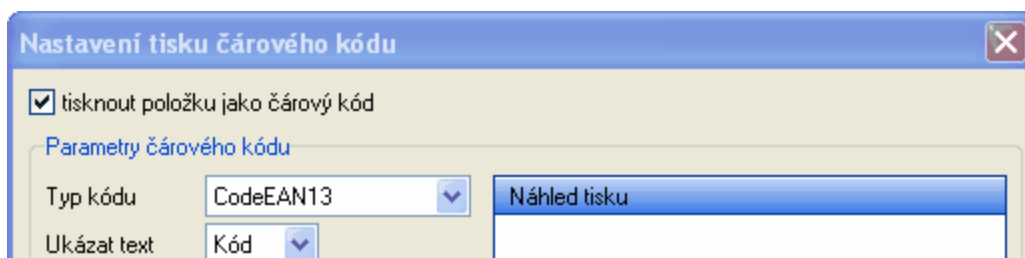 Nastavení tisku čárového kódu
tisknout položku jako čárový kód
Parametry čárového kódu
Typ kódu CodeEAN13 Náhled tisku
Ukázat text Kód